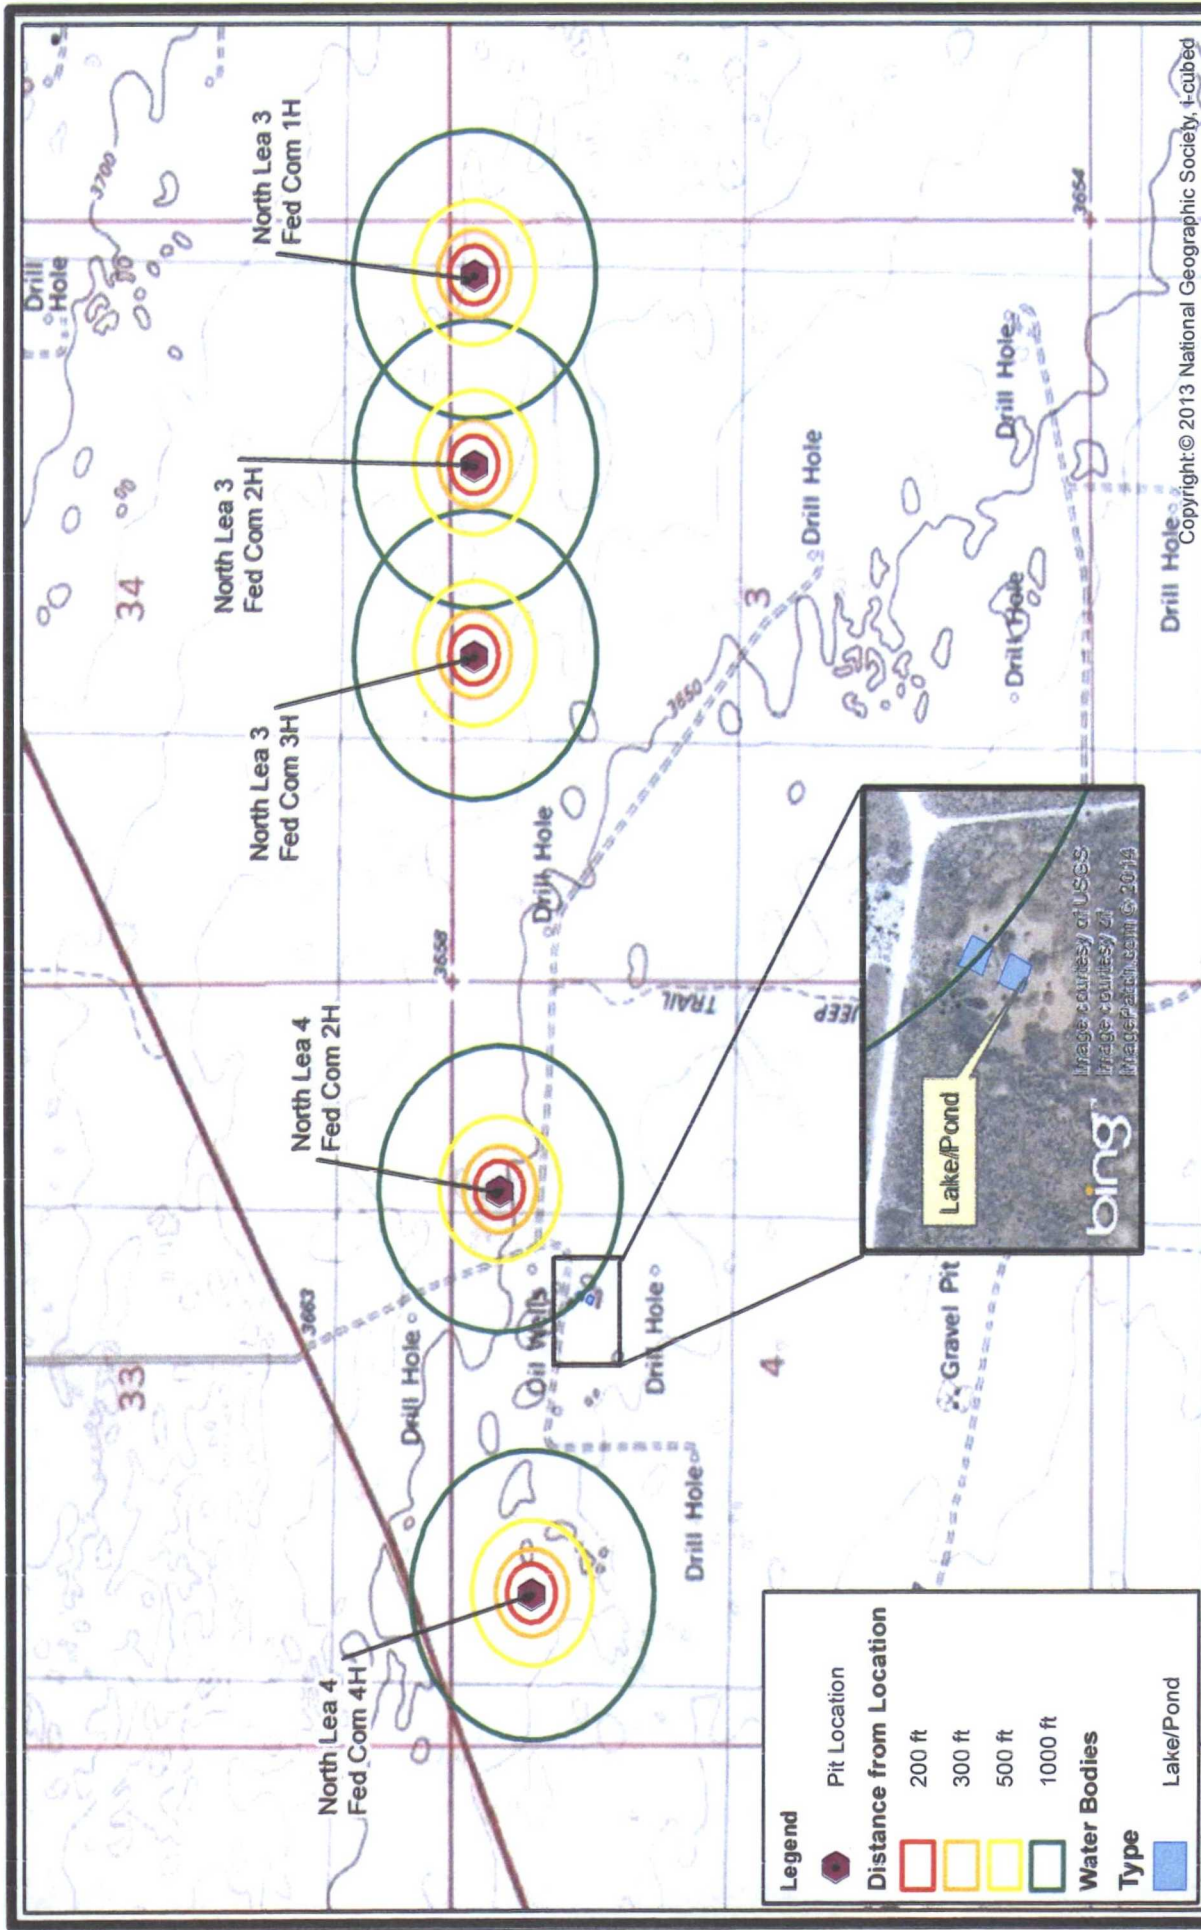 North Lea 4
Fed Com 4H
North Lea 4
Fed Com 2H
North Lea 3
Fed Com 3H
North Lea 3
Fed Com 2H
North Lea 3
Fed Com 1H
33
34
Drill
Hole
3700
3663
3658
Drill Hole
Oil Wells
Drill Hole
Drill Hole
Drill Hole
3650
TRAIL
JEEP
4
3
Drill Hole
Gravel Pit
Drill Hole
Drill Hole
3654
Drill Hole
Lake/Pond
bing™
Image courtesy of USGS
Image courtesy of
ImagePatch.com © 2014
Legend
Pit Location
Distance from Location
200 ft
300 ft
500 ft
1000 ft
Water Bodies
Type
Lake/Pond
Copyright:© 2013 National Geographic Society, i-cubed